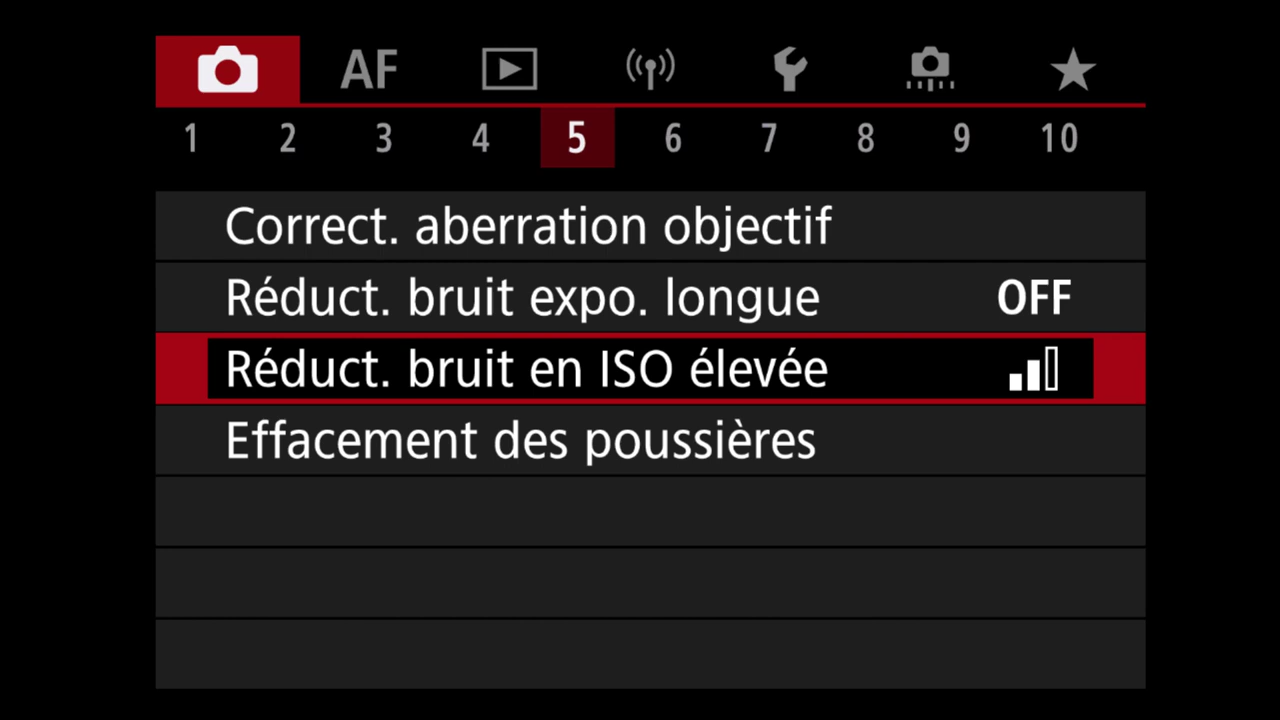 AF
1 2 3 4 5 6 7 8 9 10
Correct. aberration objectif
Réduct. bruit expo. longue OFF
Réduct. bruit en ISO élevée
Effacement des poussières